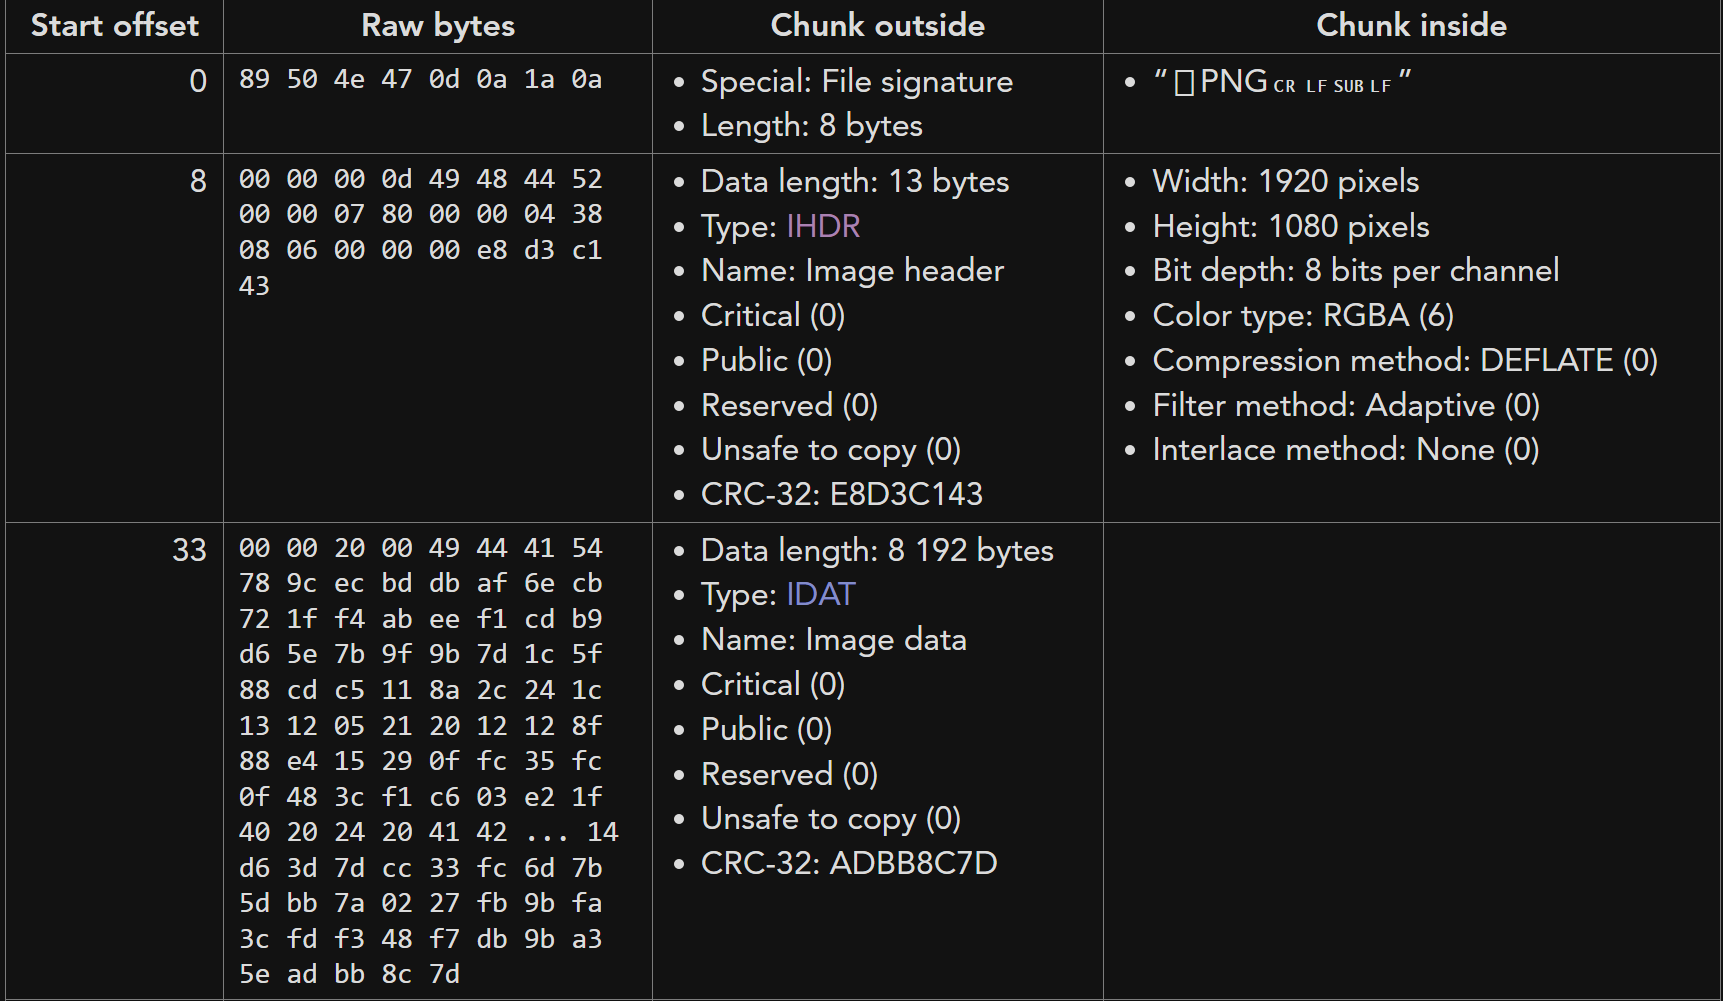 Start offset Raw bytes Chunk outside Chunk inside
0
89 50 4e 47 0d 0a 1a 0a
• Special: File signature
• Length: 8 bytes
• “□PNG CR LF SUB LF”
8
00 00 00 0d 49 48 44 52
00 00 07 80 00 00 04 38
08 06 00 00 00 e8 d3 c1
43
• Data length: 13 bytes
• Type: IHDR
• Name: Image header
• Critical (0)
• Public (0)
• Reserved (0)
• Unsafe to copy (0)
• CRC-32: E8D3C143
• Width: 1920 pixels
• Height: 1080 pixels
• Bit depth: 8 bits per channel
• Color type: RGBA (6)
• Compression method: DEFLATE (0)
• Filter method: Adaptive (0)
• Interlace method: None (0)
33
00 00 20 00 49 44 41 54
78 9c ec bd db af 6e cb
72 1f f4 ab ee f1 cd b9
d6 5e 7b 9f 9b 7d 1c 5f
88 cd c5 11 8a 2c 24 1c
13 12 05 21 20 12 12 8f
88 e4 15 29 0f fc 35 fc
0f 48 3c f1 c6 03 e2 1f
40 20 24 20 41 42 ... 14
d6 3d 7d cc 33 fc 6d 7b
5d bb 7a 02 27 fb 9b fa
3c fd f3 48 f7 db 9b a3
5e ad bb 8c 7d
• Data length: 8 192 bytes
• Type: IDAT
• Name: Image data
• Critical (0)
• Public (0)
• Reserved (0)
• Unsafe to copy (0)
• CRC-32: ADBB8C7D